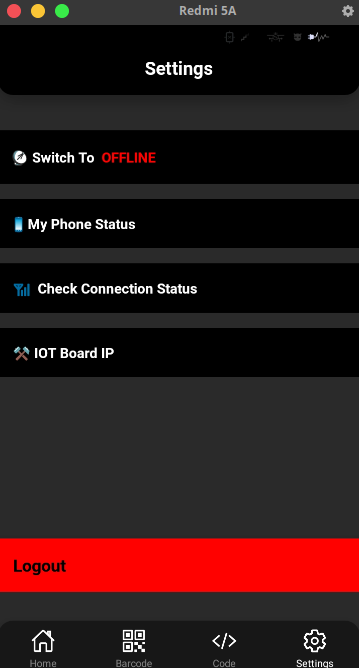 Redmi 5A
Settings
Switch To OFFLINE
My Phone Status
Check Connection Status
IOT Board IP
Logout
Home Barcode Code Settings